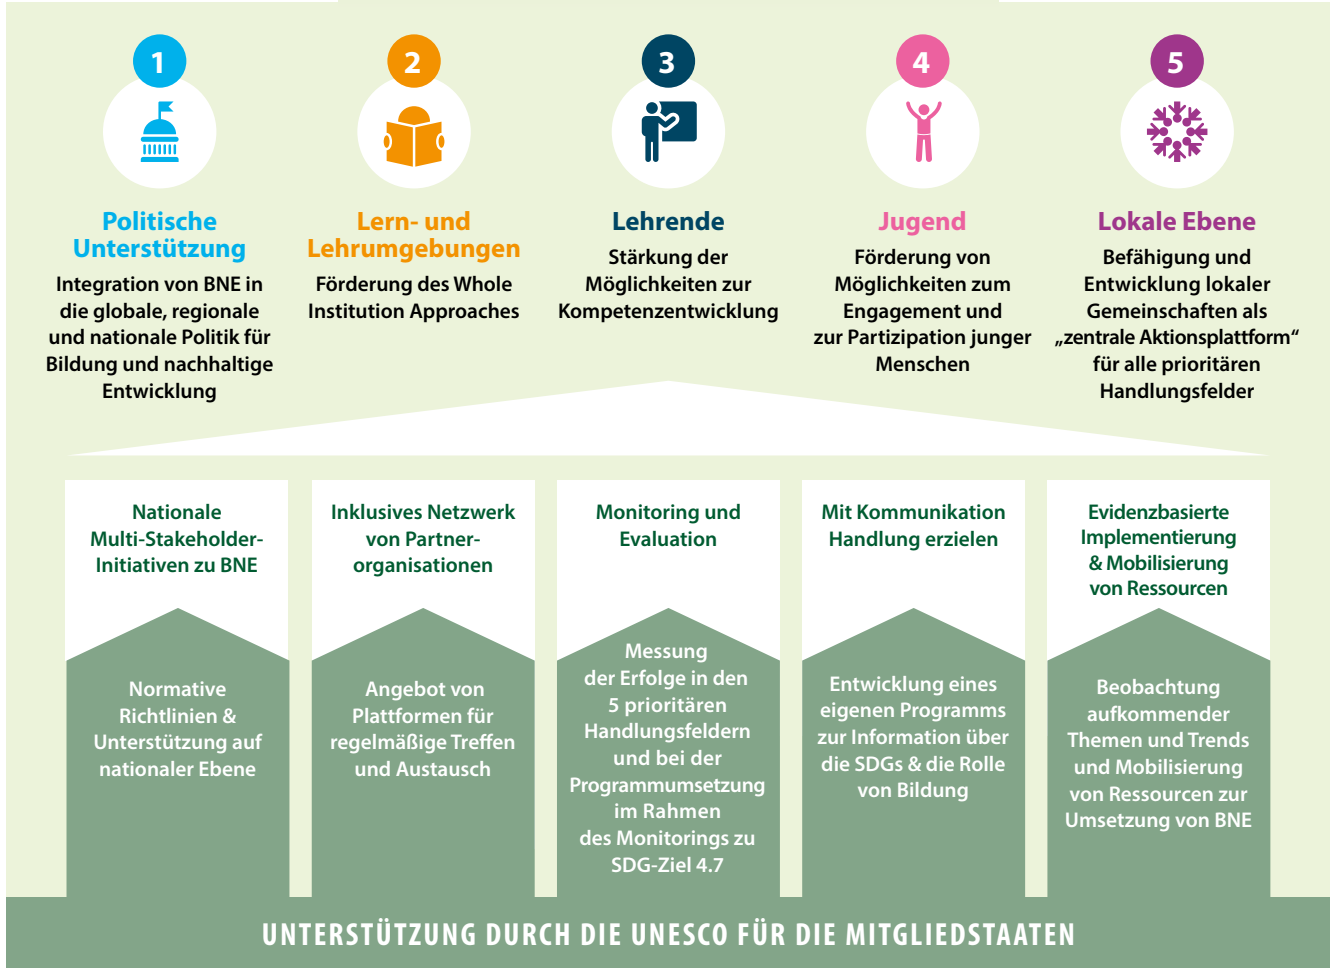 1
Politische
Unterstützung
Integration von BNE in
die globale, regionale
und nationale Politik für
Bildung und nachhaltige
Entwicklung
2
Lern- und
Lehrumgebungen
Förderung des Whole
Institution Approaches
3
Lehrende
Stärkung der
Möglichkeiten zur
Kompetenzentwicklung
4
Jugend
Förderung von
Möglichkeiten zum
Engagement und
zur Partizipation junger
Menschen
5
Lokale Ebene
Befähigung und
Entwicklung lokaler
Gemeinschaften als
„zentrale Aktionsplattform“
für alle prioritären
Handlungsfelder
Nationale
Multi-Stakeholder-
Initiativen zu BNE
Normative
Richtlinien &
Unterstützung auf
nationaler Ebene
Inklusives Netzwerk
von Partner-
organisationen
Angebot von
Plattformen für
regelmäßige Treffen
und Austausch
Monitoring und
Evaluation
Messung
der Erfolge in den
5 prioritären
Handlungsfeldern
und bei der
Programmumsetzung
im Rahmen
des Monitorings zu
SDG-Ziel 4.7
Mit Kommunikation
Handlung erzielen
Entwicklung eines
eigenen Programms
zur Information über
die SDGs & die Rolle
von Bildung
Evidenzbasierte
Implementierung
& Mobilisierung
von Ressourcen
Beobachtung
aufkommender
Themen und Trends
und Mobilisierung
von Ressourcen zur
Umsetzung von BNE
UNTERSTÜTZUNG DURCH DIE UNESCO FÜR DIE MITGLIEDSTAATEN